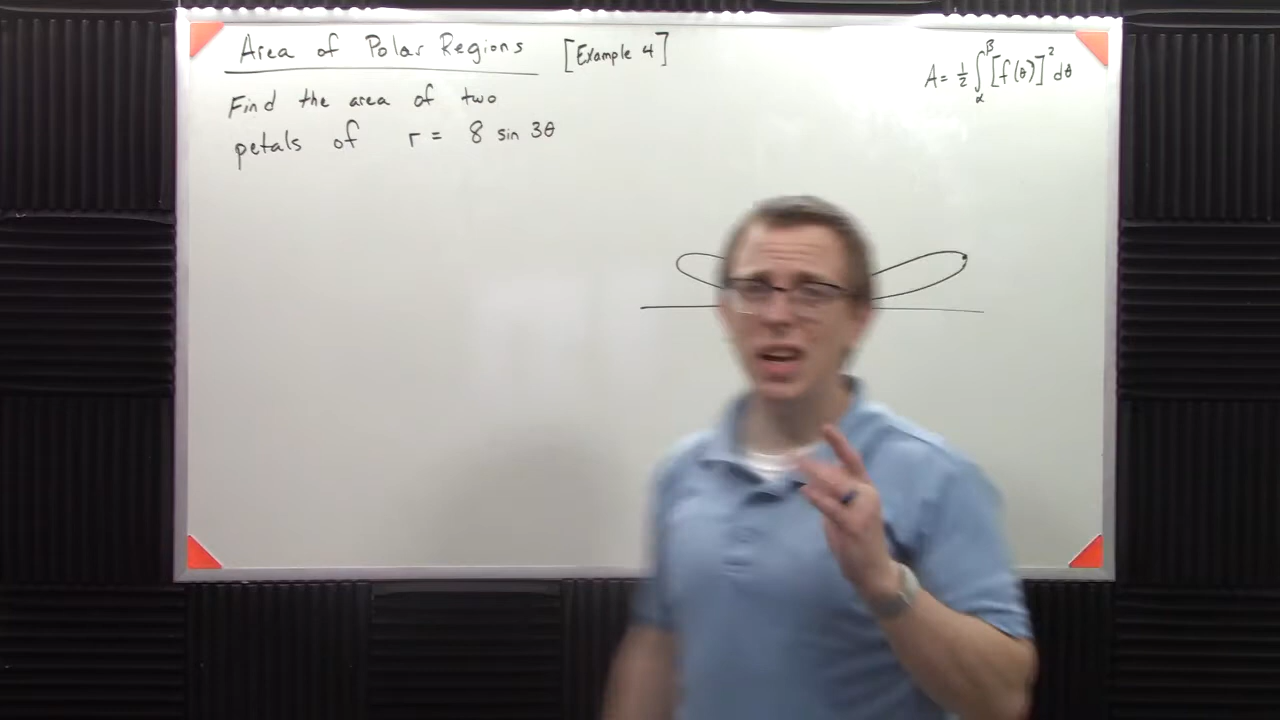 Area of Polar Regions [Example 4]
Find the area of two
petals of r = 8 sin 3θ
A = ½ ∫αβ [f(θ)]² dθ